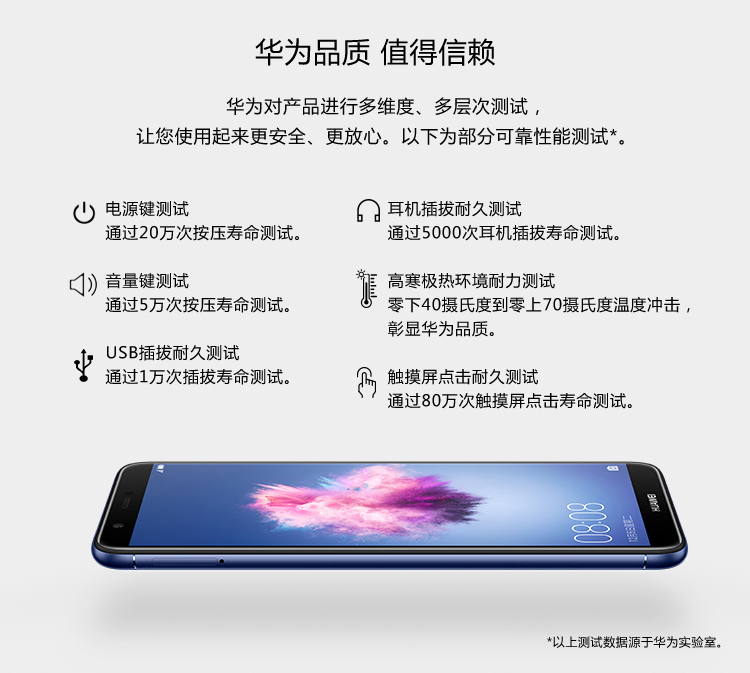 华为品质 值得信赖
华为对产品进行多维度、多层次测试，
让您使用起来更安全、更放心。以下为部分可靠性能测试*。
电源键测试
通过20万次按压寿命测试。
音量键测试
通过5万次按压寿命测试。
USB插拔耐久测试
通过1万次插拔寿命测试。
耳机插拔耐久测试
通过5000次耳机插拔寿命测试。
高寒极热环境耐力测试
零下40摄氏度到零上70摄氏度温度冲击，
彰显华为品质。
触摸屏点击耐久测试
通过80万次触摸屏点击寿命测试。
08:08
HUAWEI
*以上测试数据源于华为实验室。